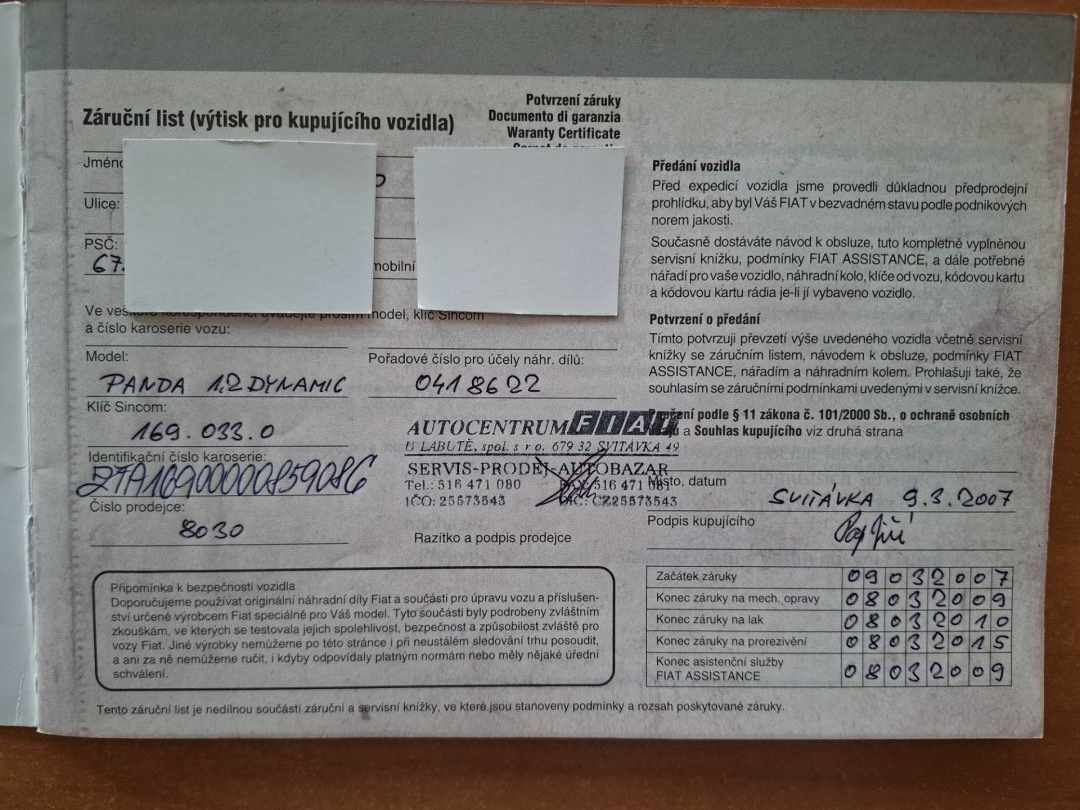 Záruční list (výtisk pro kupujícího vozidla)
Potvrzení záruky
Documento di garanzia
Warranty Certificate
Jméno
Ulice:
PSČ:
67
mobilní
Ve veškeré korespondenci uvádějte prosím model, klíč Sincom
a číslo karoserie vozu:
Model:
PANDA 1.2 DYNAMIC
Pořadové číslo pro účely náhr. dílů:
0418622
Klíč Sincom:
169.033.0
Identifikační číslo karoserie:
ZFA16900000859086
Číslo prodejce:
8030
AUTOCENTRUM FIAT
U LABUTĚ, spol. s r o. 679 32 SVITÁVKA 49
SERVIS-PRODEJ-AUTOBAZAR
Tel.: 516 471 080 FAX: 516 471 081
IČO: 25573543 DIČ: CZ25573543
Razítko a podpis prodejce
Připomínka k bezpečnosti vozidla
Doporučujeme používat originální náhradní díly Fiat a součásti pro úpravu vozu a příslušen-
ství určené výrobcem Fiat speciálně pro Váš model. Tyto součásti byly podrobeny zvláštním
zkouškám, ve kterých se testovala jejich spolehlivost, bezpečnost a způsobilost zvláště pro
vozy Fiat. Jiné výrobky nemůžeme po této stránce i při neustálém sledování trhu posoudit,
a ani za ně nemůžeme ručit, i kdyby odpovídaly platným normám nebo měly nějaké úřední
schválení.
Předání vozidla
Před expedicí vozidla jsme provedli důkladnou předprodejní
prohlídku, aby byl Váš FIAT v bezvadném stavu podle podnikových
norem jakosti.
Současně dostáváte návod k obsluze, tuto kompletně vyplněnou
servisní knížku, podmínky FIAT ASSISTANCE, a dále potřebné
nářadí pro vaše vozidlo, náhradní kolo, klíče od vozu, kódovou kartu
a kódovou kartu rádia je-li jí vybaveno vozidlo.
Potvrzení o předání
Tímto potvrzuji převzetí výše uvedeného vozidla včetně servisní
knížky se záručním listem, návodem k obsluze, podmínky FIAT
ASSISTANCE, nářadím a náhradním kolem. Prohlašuji také, že
souhlasím se záručními podmínkami uvedenými v servisní knížce.
podle § 11 zákona č. 101/2000 Sb., o ochraně osobních
a Souhlas kupujícího viz druhá strana
Místo, datum
SVITÁVKA 9.3.2007
Podpis kupujícího
Začátek záruky 09032007
Konec záruky na mech. opravy 08032009
Konec záruky na lak 08032010
Konec záruky na prorezivění 08032015
Konec asistenční služby
FIAT ASSISTANCE 08032009
Tento záruční list je nedílnou součástí záruční a servisní knížky, ve které jsou stanoveny podmínky a rozsah poskytované záruky.